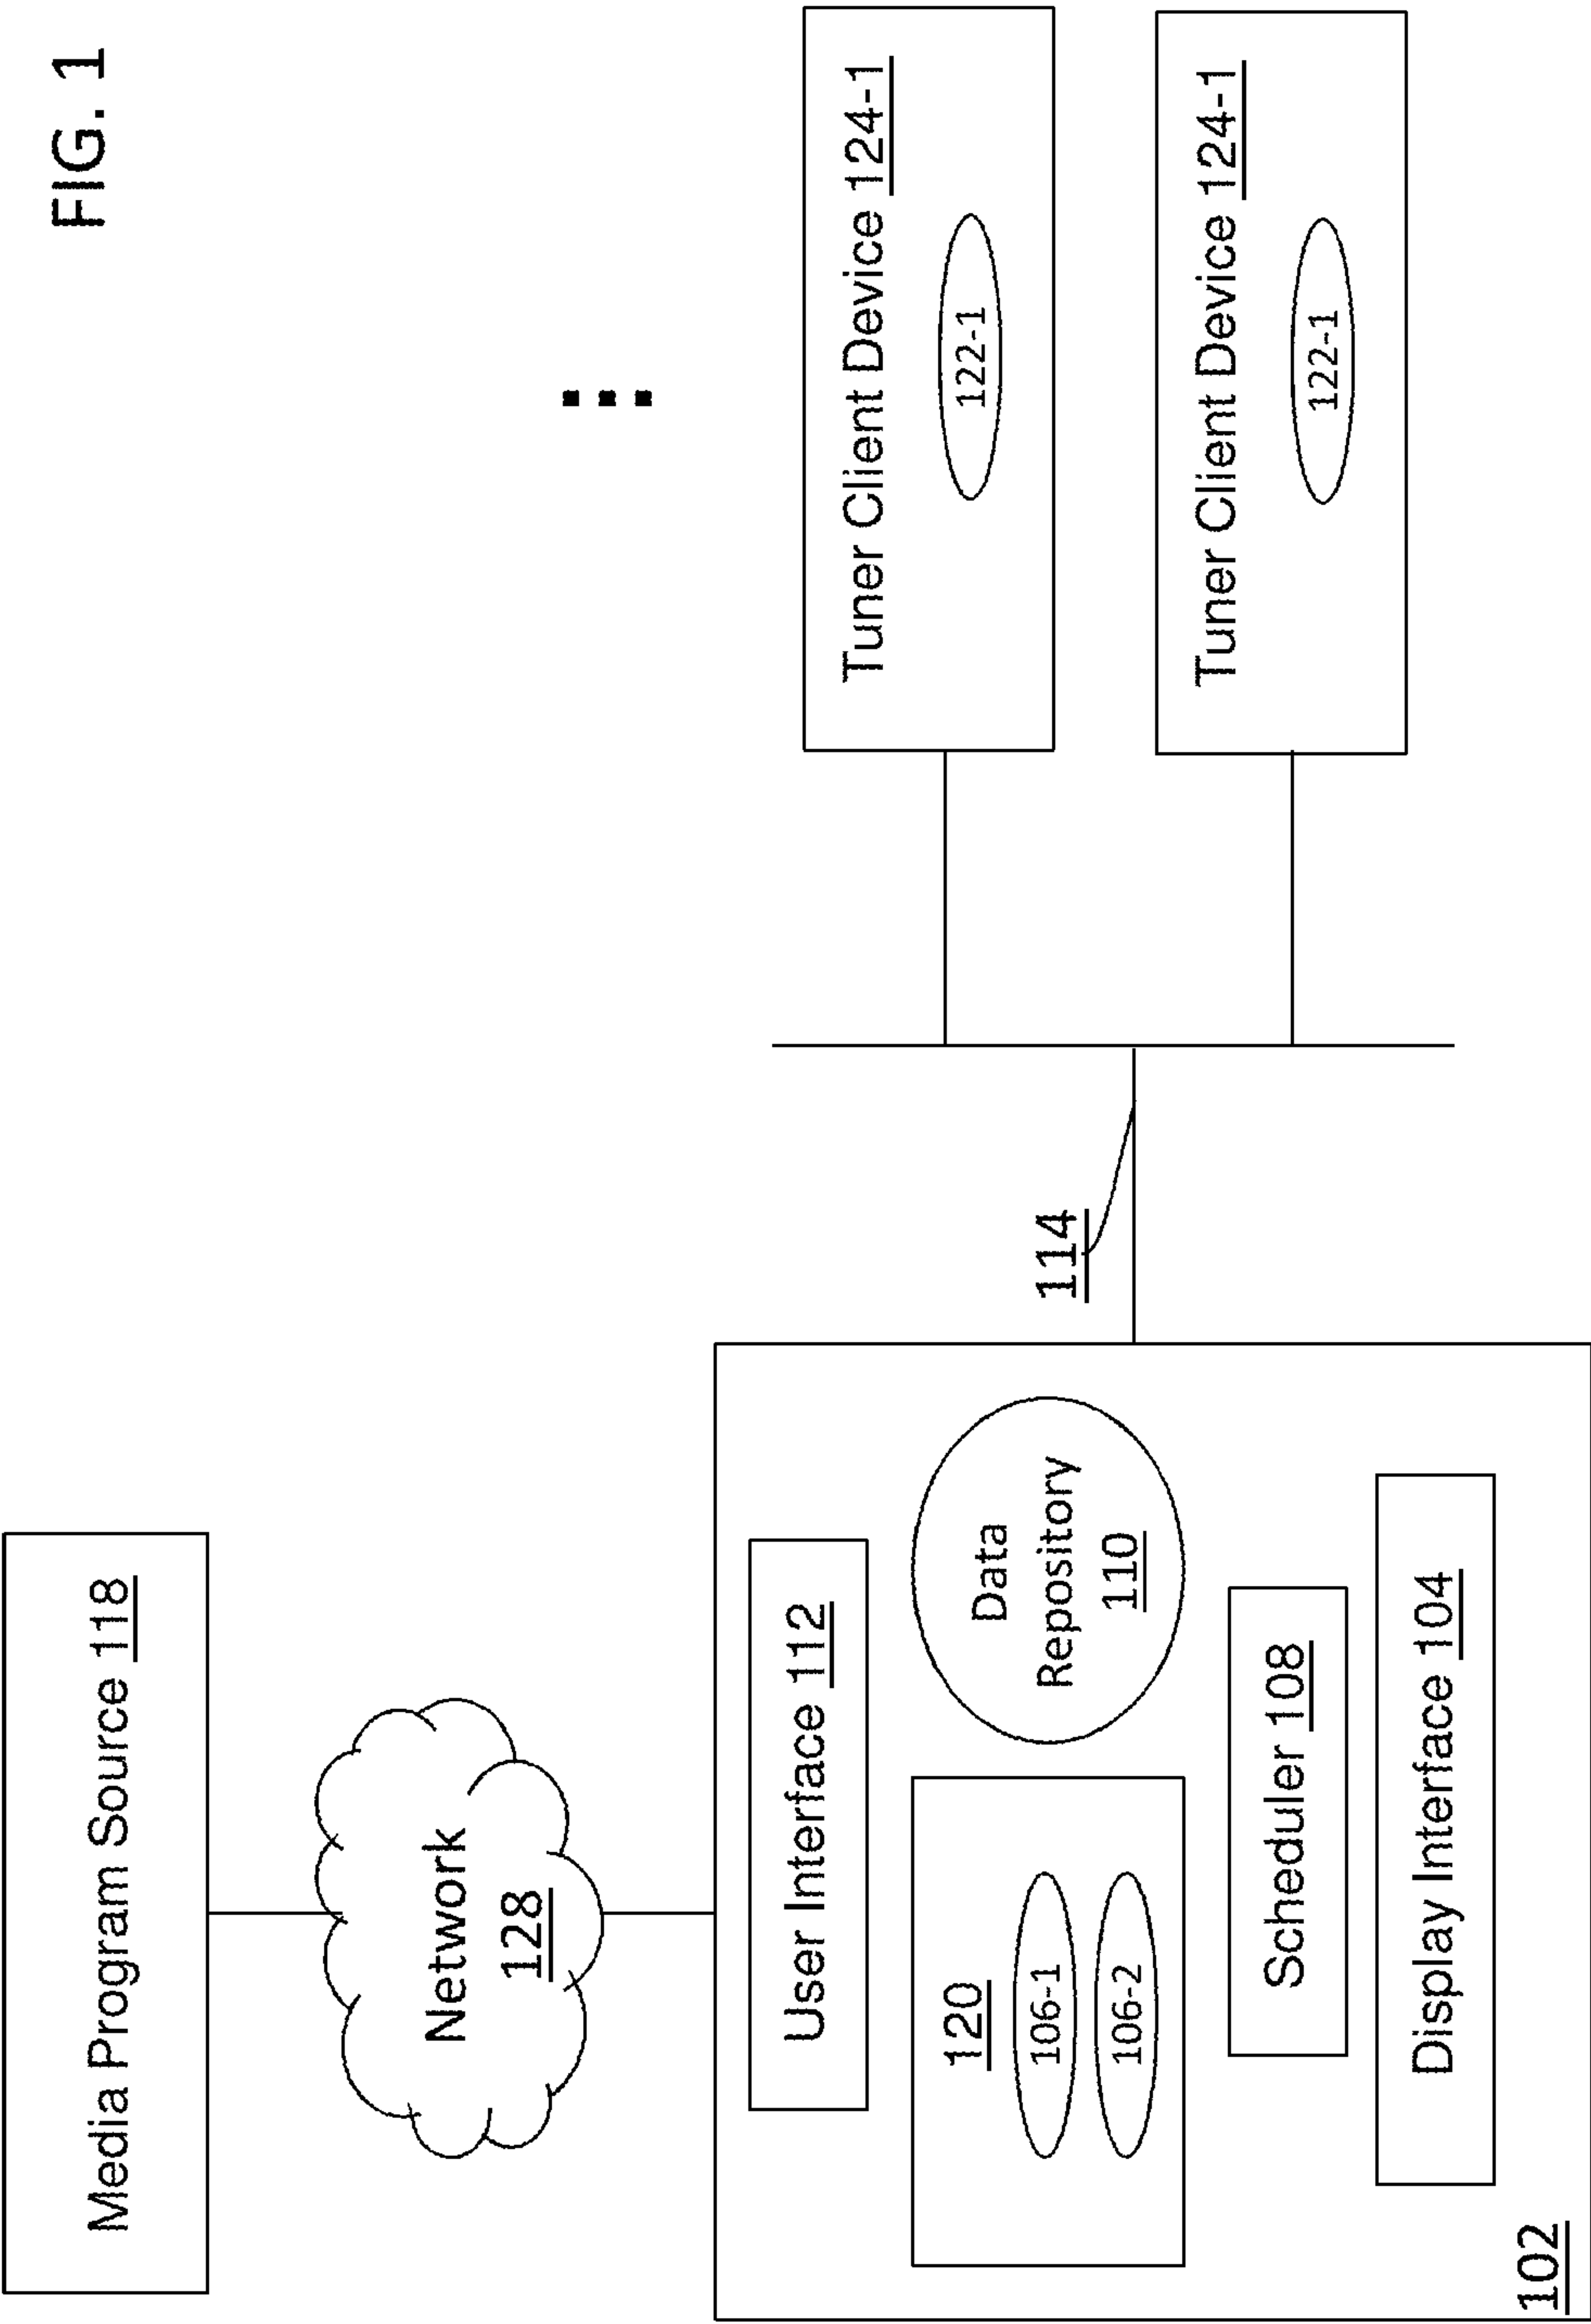 FIG. 1
Media Program Source 118
Network
128
User Interface 112
120
106-1
106-2
Data
Repository
110
Scheduler 108
Display Interface 104
102
114
Tuner Client Device 124-1
122-1
Tuner Client Device 124-1
122-1